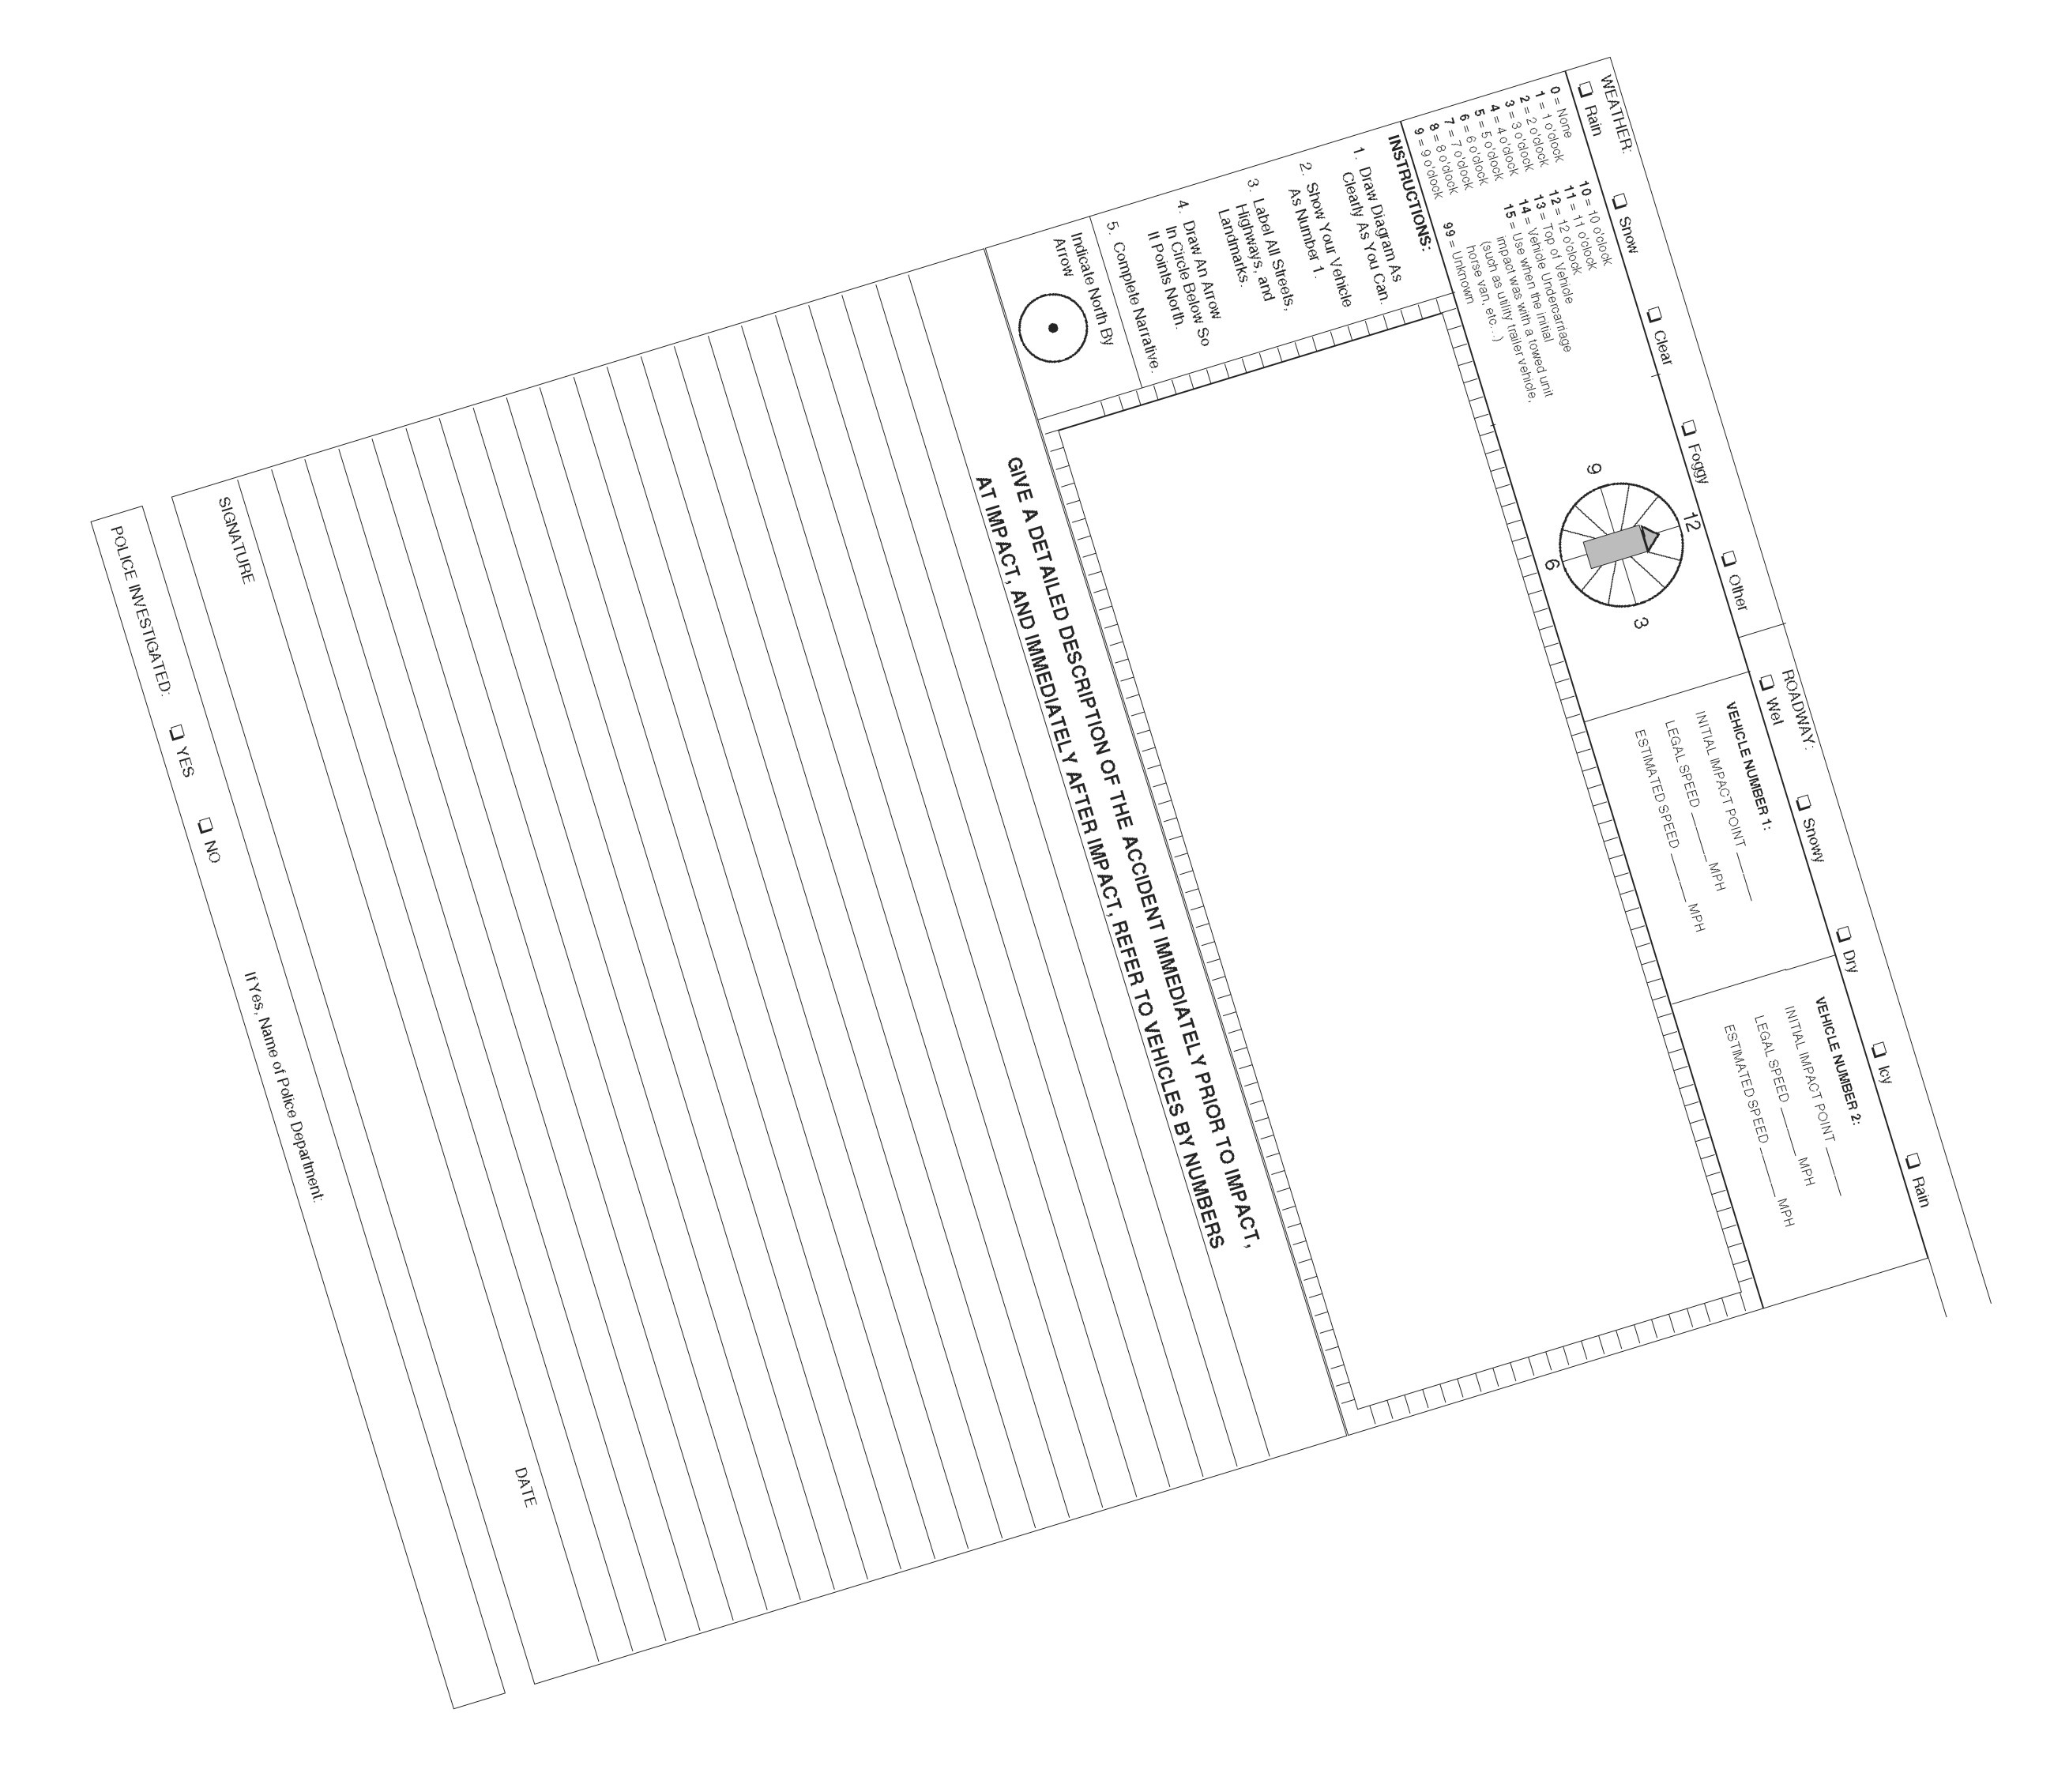 WEATHER:
❏ Rain ❏ Snow ❏ Clear ❏ Foggy ❏ Other
ROADWAY:
❏ Wet ❏ Snowy ❏ Dry ❏ Icy ❏ Rain
0 = None
1 = 1 o'clock
2 = 2 o'clock
3 = 3 o'clock
4 = 4 o'clock
5 = 5 o'clock
6 = 6 o'clock
7 = 7 o'clock
8 = 8 o'clock
9 = 9 o'clock
10 = 10 o'clock
11 = 11 o'clock
12 = 12 o'clock
13 = Top of Vehicle
14 = Vehicle Undercarriage
15 = Use when the initial
impact was with a towed unit
(such as utility trailer vehicle,
horse van, etc...)
99 = Unknown
12
9
3
6
VEHICLE NUMBER 1:
INITIAL IMPACT POINT
LEGAL SPEED MPH
ESTIMATED SPEED MPH
VEHICLE NUMBER 2:
INITIAL IMPACT POINT
LEGAL SPEED MPH
ESTIMATED SPEED MPH
INSTRUCTIONS:
1. Draw Diagram As
Clearly As You Can.
2. Show Your Vehicle
As Number 1.
3. Label All Streets,
Highways, and
Landmarks.
4. Draw An Arrow
In Circle Below So
It Points North.
5. Complete Narrative.
Indicate North By
Arrow
GIVE A DETAILED DESCRIPTION OF THE ACCIDENT IMMEDIATELY PRIOR TO IMPACT,
AT IMPACT, AND IMMEDIATELY AFTER IMPACT, REFER TO VEHICLES BY NUMBERS
SIGNATURE DATE
POLICE INVESTIGATED: ❏ YES ❏ NO If Yes, Name of Police Department: